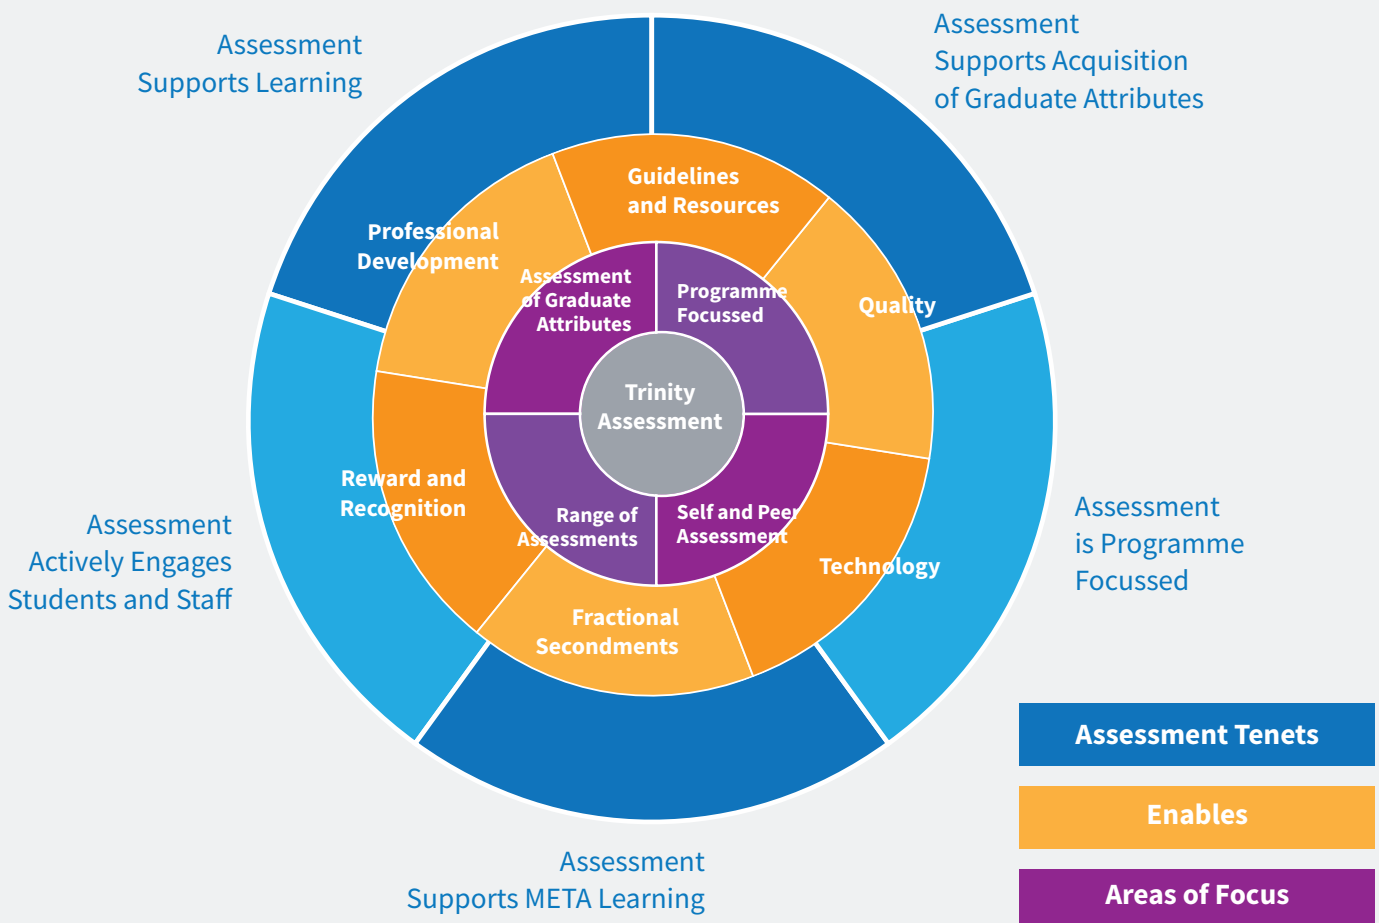 Assessment
Supports Learning
Assessment
Supports Acquisition
of Graduate Attributes
Guidelines
and Resources
Professional
Development
Quality
Assessment
of Graduate
Attributes
Programme
Focussed
Trinity
Assessment
Reward and
Recognition
Range of
Assessments
Self and Peer
Assessment
Technology
Fractional
Secondments
Assessment
Actively Engages
Students and Staff
Assessment
is Programme
Focussed
Assessment
Supports META Learning
Assessment Tenets
Enables
Areas of Focus